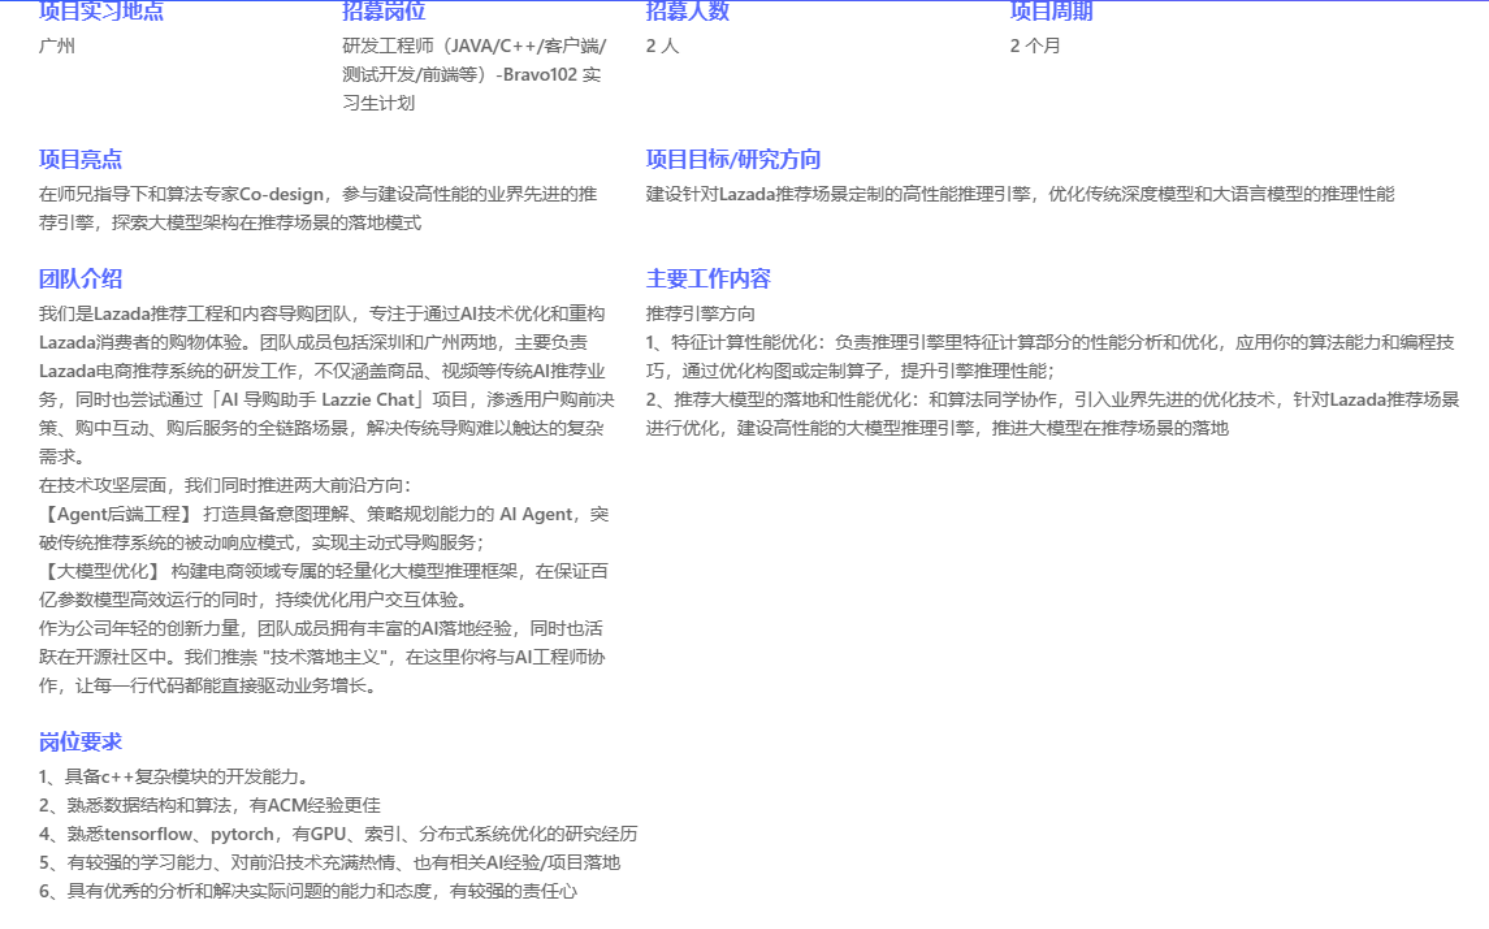 项目实习地点
广州
招募岗位
研发工程师（JAVA/C++/客户端/
测试开发/前端等）-Bravo102 实
习生计划
招募人数
2 人
项目周期
2 个月
项目亮点
在师兄指导下和算法专家Co-design，参与建设高性能的业界先进的推
荐引擎，探索大模型架构在推荐场景的落地模式
项目目标/研究方向
建设针对Lazada推荐场景定制的高性能推理引擎，优化传统深度模型和大语言模型的推理性能
团队介绍
我们是Lazada推荐工程和内容导购团队，专注于通过AI技术优化和重构
Lazada消费者的购物体验。团队成员包括深圳和广州两地，主要负责
Lazada电商推荐系统的研发工作，不仅涵盖商品、视频等传统AI推荐业
务，同时也尝试通过「AI 导购助手 Lazzie Chat」项目，渗透用户购前决
策、购中互动、购后服务的全链路场景，解决传统导购难以触达的复杂
需求。
在技术攻坚层面，我们同时推进两大前沿方向：
【Agent后端工程】 打造具备意图理解、策略规划能力的 AI Agent，突
破传统推荐系统的被动响应模式，实现主动式导购服务；
【大模型优化】 构建电商领域专属的轻量化大模型推理框架，在保证百
亿参数模型高效运行的同时，持续优化用户交互体验。
作为公司年轻的创新力量，团队成员拥有丰富的AI落地经验，同时也活
跃在开源社区中。我们推崇 "技术落地主义"，在这里你将与AI工程师协
作，让每一行代码都能直接驱动业务增长。
主要工作内容
推荐引擎方向
1、特征计算性能优化：负责推理引擎里特征计算部分的性能分析和优化，应用你的算法能力和编程技
巧，通过优化构图或定制算子，提升引擎推理性能；
2、推荐大模型的落地和性能优化：和算法同学协作，引入业界先进的优化技术，针对Lazada推荐场景
进行优化，建设高性能的大模型推理引擎，推进大模型在推荐场景的落地
岗位要求
1、具备c++复杂模块的开发能力。
2、熟悉数据结构和算法，有ACM经验更佳
4、熟悉tensorflow、pytorch，有GPU、索引、分布式系统优化的研究经历
5、有较强的学习能力、对前沿技术充满热情、也有相关AI经验/项目落地
6、具有优秀的分析和解决实际问题的能力和态度，有较强的责任心